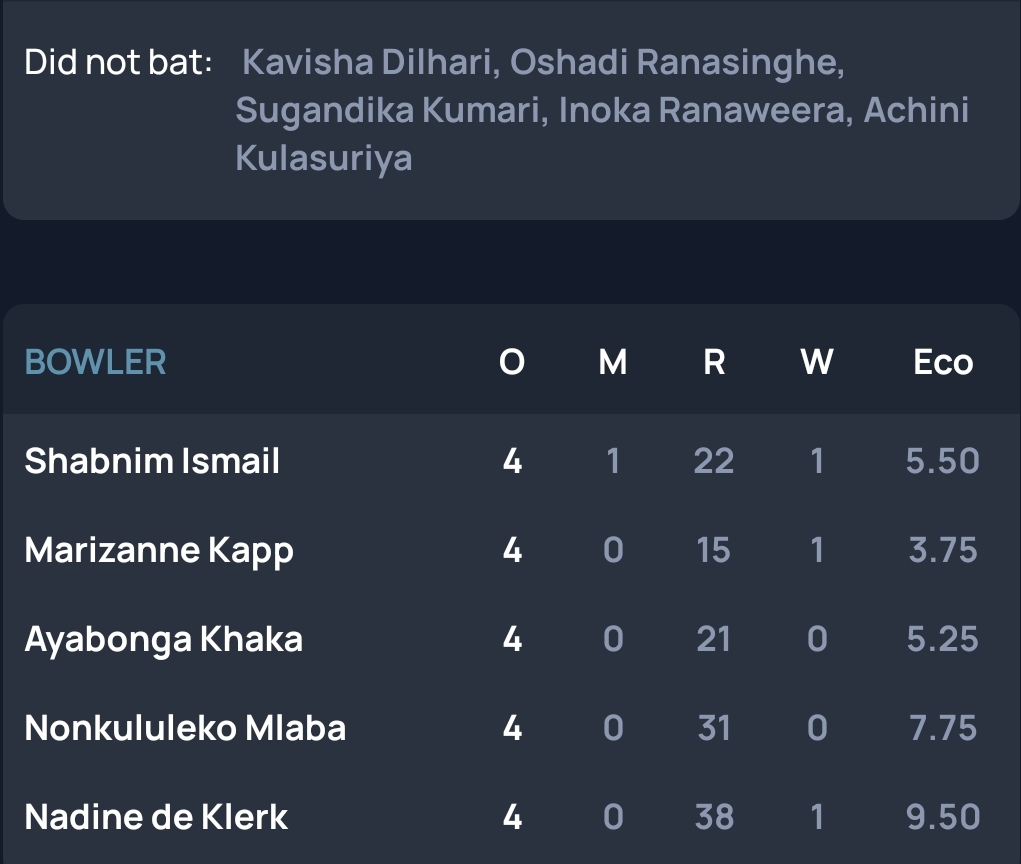 Did not bat: Kavisha Dilhari, Oshadi Ranasinghe,
Sugandika Kumari, Inoka Ranaweera, Achini
Kulasuriya
BOWLER O M R W Eco
Shabnim Ismail 4 1 22 1 5.50
Marizanne Kapp 4 0 15 1 3.75
Ayabonga Khaka 4 0 21 0 5.25
Nonkululeko Mlaba 4 0 31 0 7.75
Nadine de Klerk 4 0 38 1 9.50